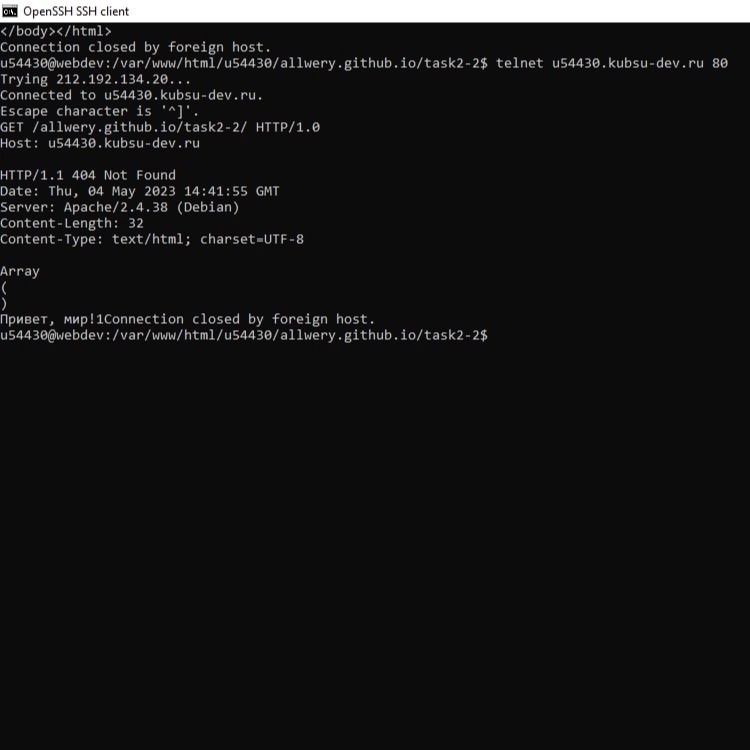 OpenSSH SSH client
</body></html>
Connection closed by foreign host.
u54430@webdev:/var/www/html/u54430/allwery.github.io/task2-2$ telnet u54430.kubsu-dev.ru 80
Trying 212.192.134.20...
Connected to u54430.kubsu-dev.ru.
Escape character is '^]'.
GET /allwery.github.io/task2-2/ HTTP/1.0
Host: u54430.kubsu-dev.ru
HTTP/1.1 404 Not Found
Date: Thu, 04 May 2023 14:41:55 GMT
Server: Apache/2.4.38 (Debian)
Content-Length: 32
Content-Type: text/html; charset=UTF-8
Array
(
)
Привет, мир!1Connection closed by foreign host.
u54430@webdev:/var/www/html/u54430/allwery.github.io/task2-2$